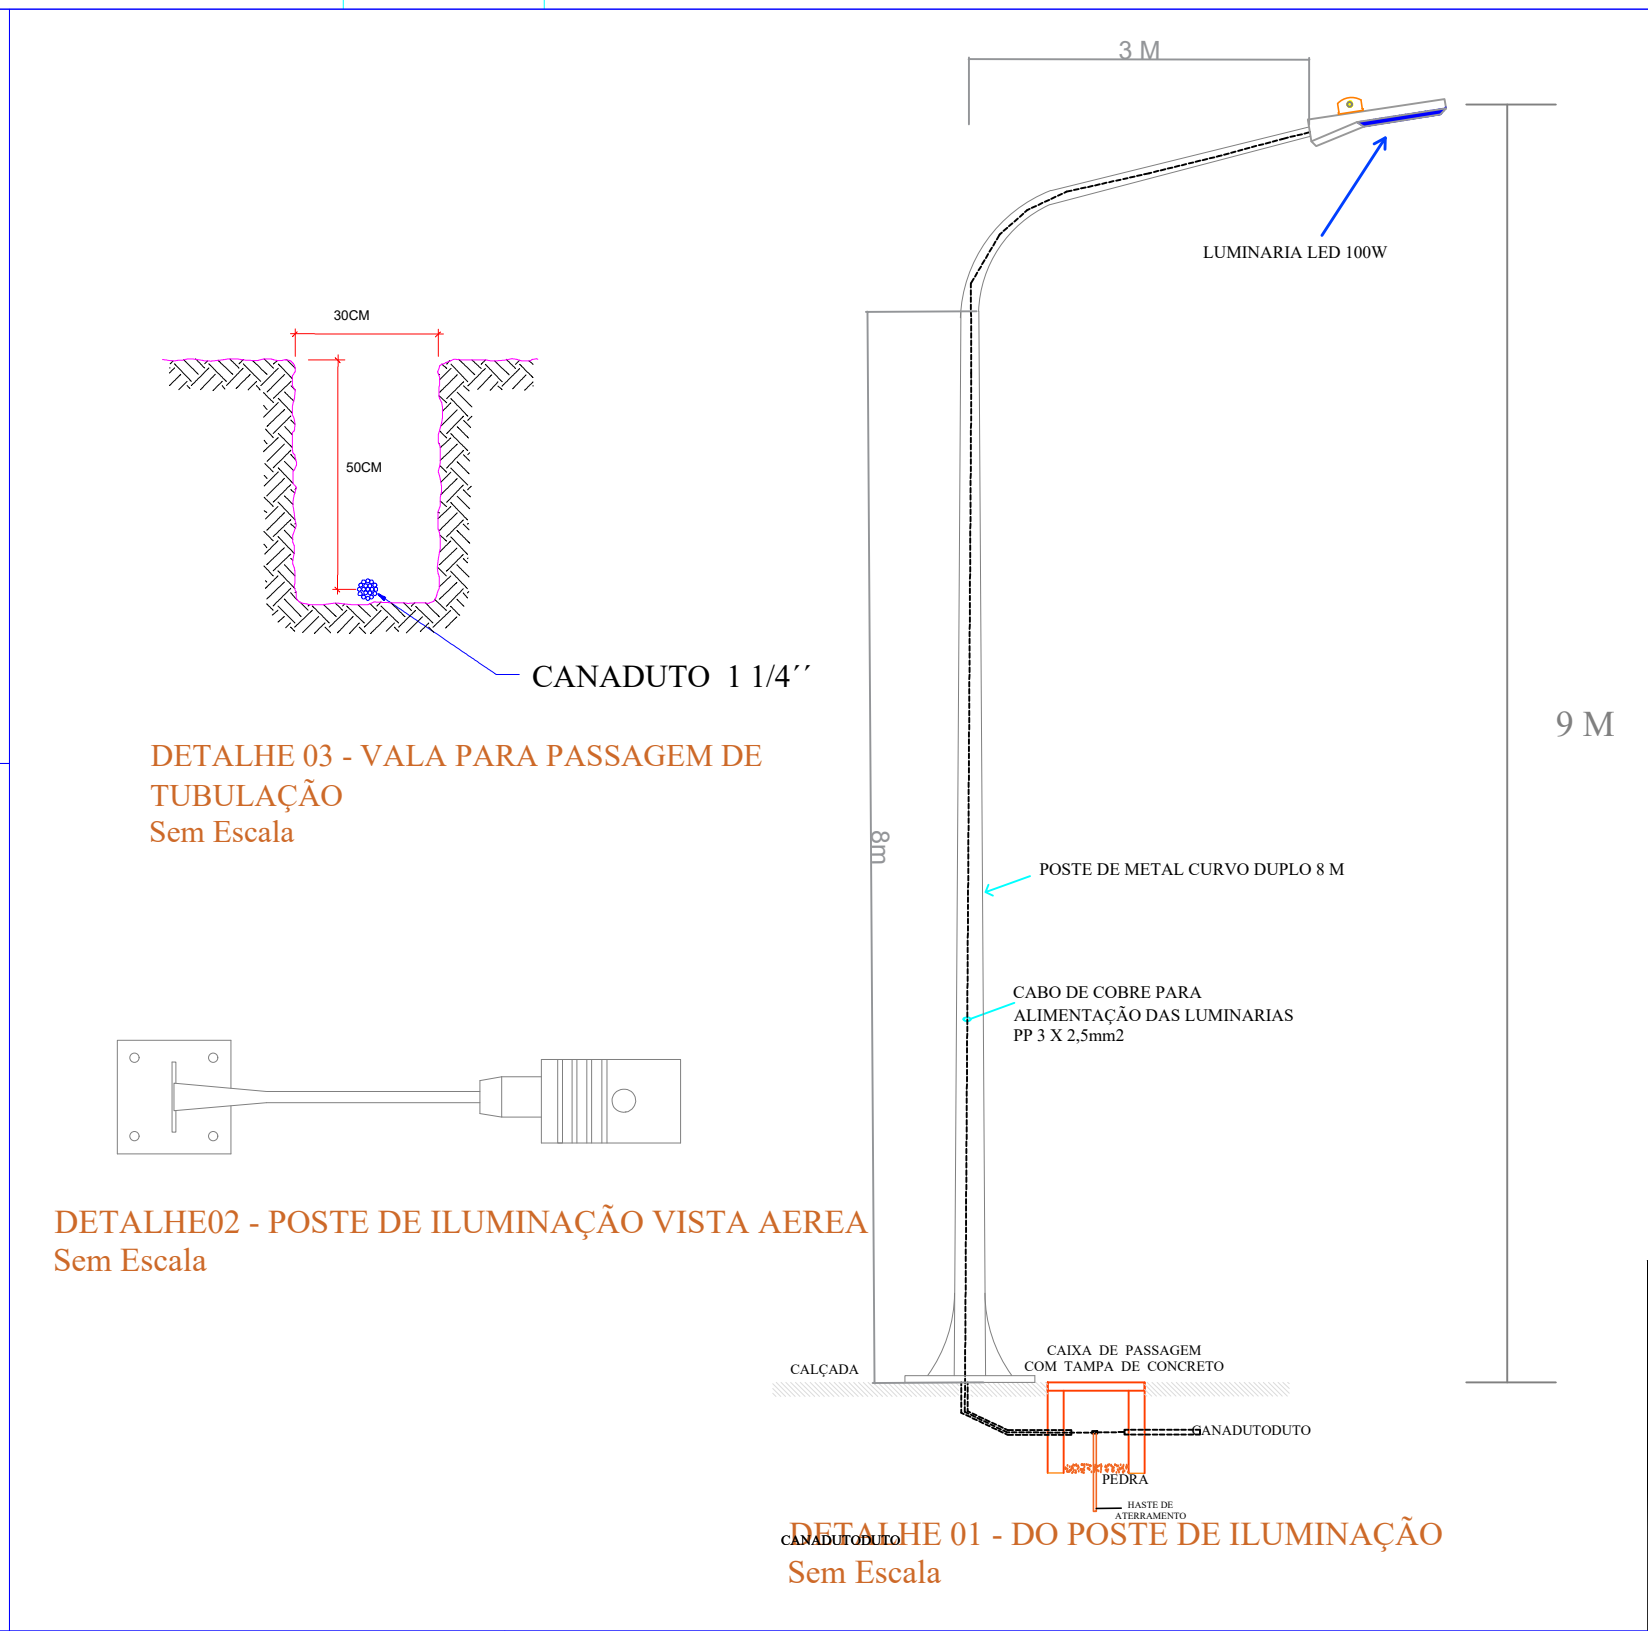 3 M
LUMINARIA LED 100W
30CM
50CM
CANADUTO 1 1/4´´
9 M
DETALHE 03 - VALA PARA PASSAGEM DE
TUBULAÇÃO
Sem Escala
8m
POSTE DE METAL CURVO DUPLO 8 M
CABO DE COBRE PARA
ALIMENTAÇÃO DAS LUMINARIAS
PP 3 X 2,5mm2
DETALHE02 - POSTE DE ILUMINAÇÃO VISTA AEREA
Sem Escala
CALÇADA
CAIXA DE PASSAGEM
COM TAMPA DE CONCRETO
CANADUTODUTO
PEDRA
HASTE DE
ATERRAMENTO
CANADUTODUTO
DETALHE 01 - DO POSTE DE ILUMINAÇÃO
Sem Escala